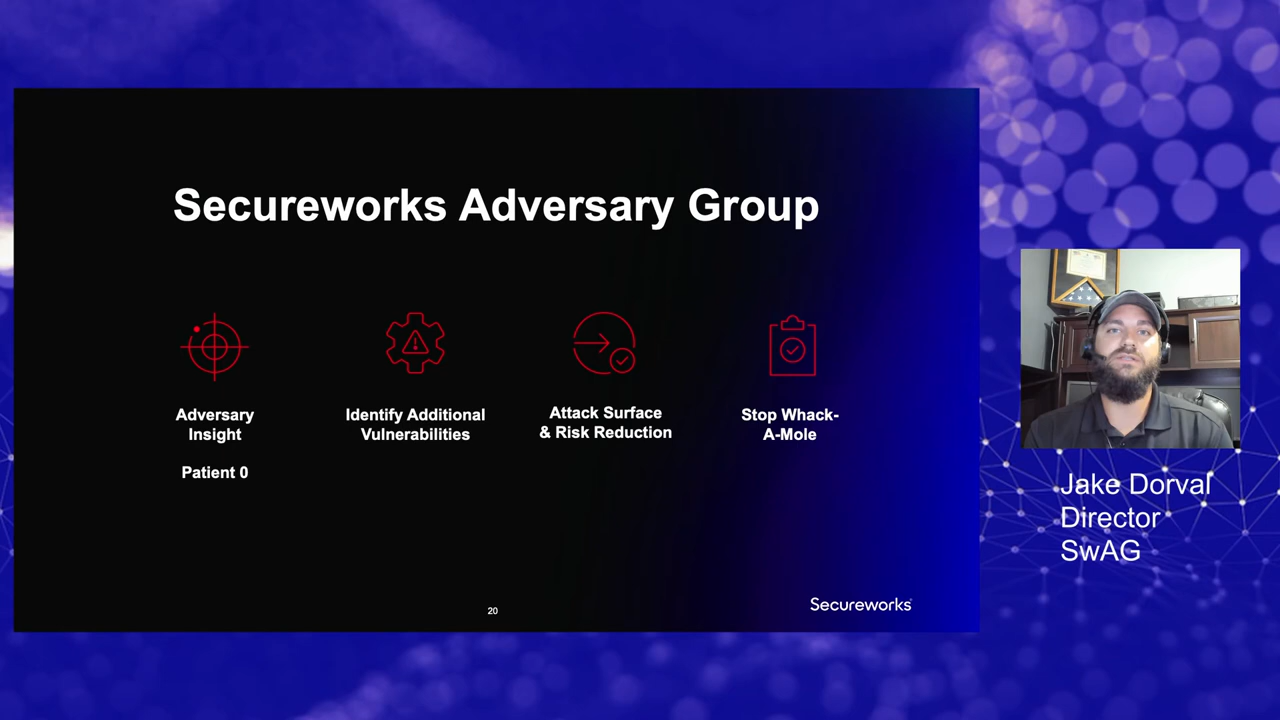 Secureworks Adversary Group
Adversary
Insight
Patient 0
Identify Additional
Vulnerabilities
Attack Surface
& Risk Reduction
Stop Whack-
A-Mole
20
Secureworks
Jake Dorval
Director
SwAG